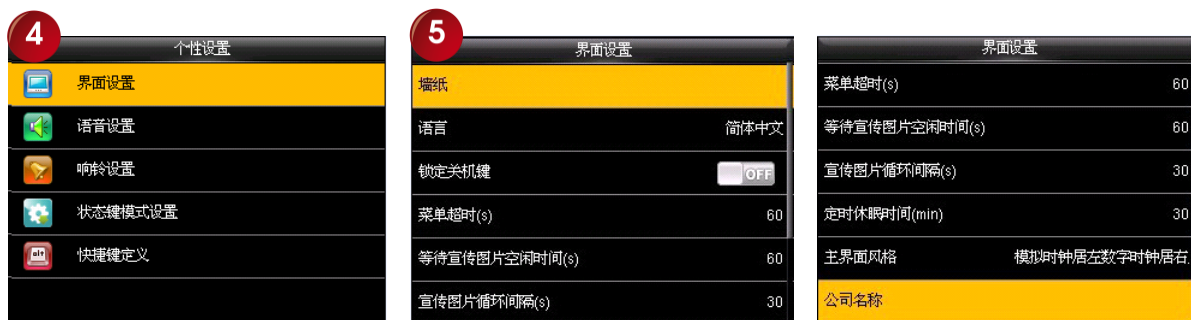 4
个性设置
界面设置
语音设置
响铃设置
状态键模式设置
快捷键定义
5
界面设置
墙纸
语言 简体中文
锁定关机键 OFF
菜单超时(s) 60
等待宣传图片空闲时间(s) 60
宣传图片循环间隔(s) 30
界面设置
菜单超时(s) 60
等待宣传图片空闲时间(s) 60
宣传图片循环间隔(s) 30
定时休眠时间(min) 30
主界面风格 模拟时钟居左数字时钟居右
公司名称